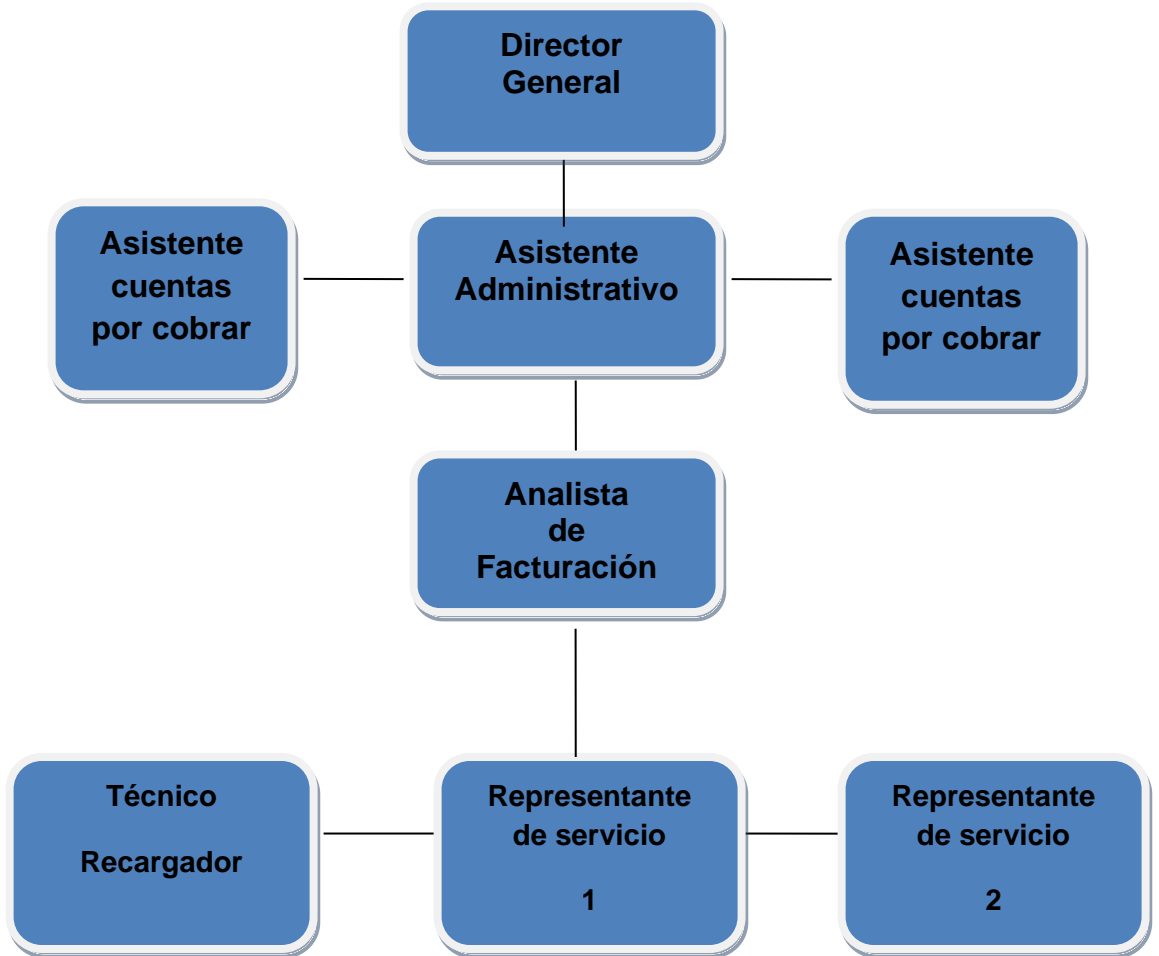 Director
General
Asistente
cuentas
por cobrar
Asistente
Administrativo
Asistente
cuentas
por cobrar
Analista
de
Facturación
Técnico
Recargador
Representante
de servicio
1
Representante
de servicio
2